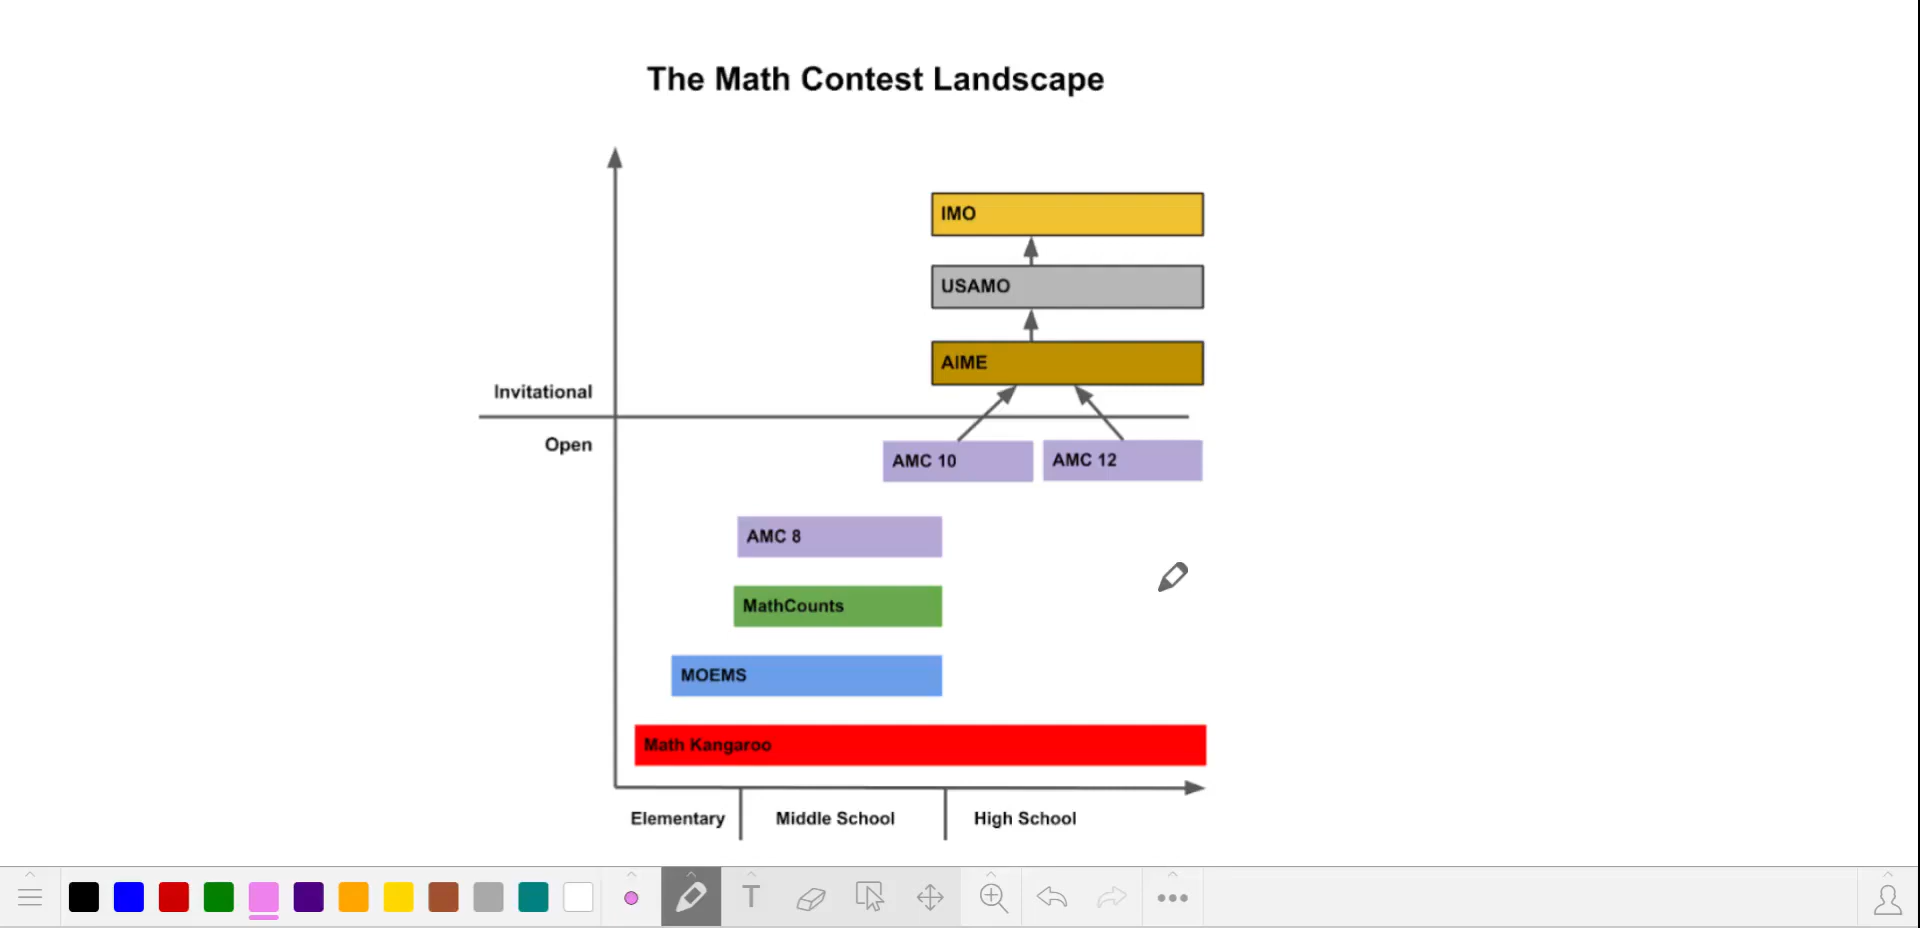 The Math Contest Landscape
IMO
USAMO
AIME
Invitational
Open
AMC 10
AMC 12
AMC 8
MathCounts
MOEMS
Math Kangaroo
Elementary
Middle School
High School
T